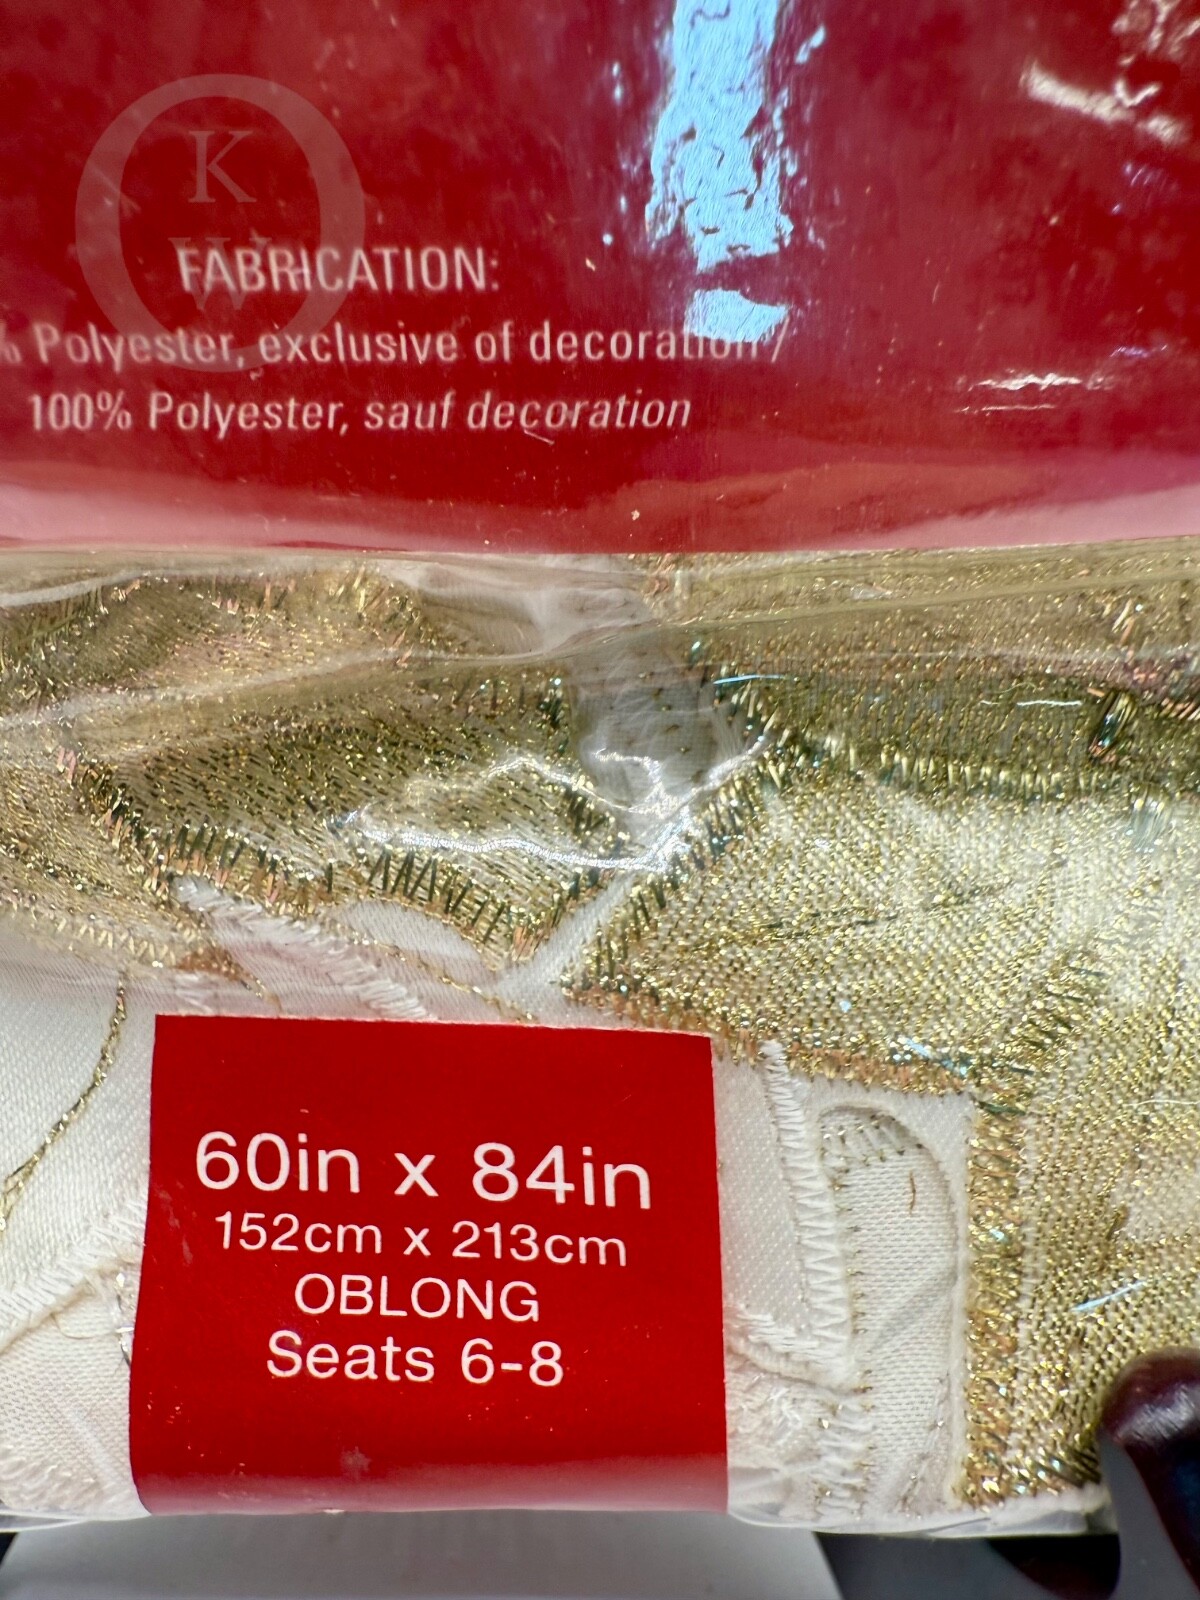 K
W
FABRICATION:
% Polyester, exclusive of decoration /
100% Polyester, sauf decoration
60in x 84in
152cm x 213cm
OBLONG
Seats 6-8